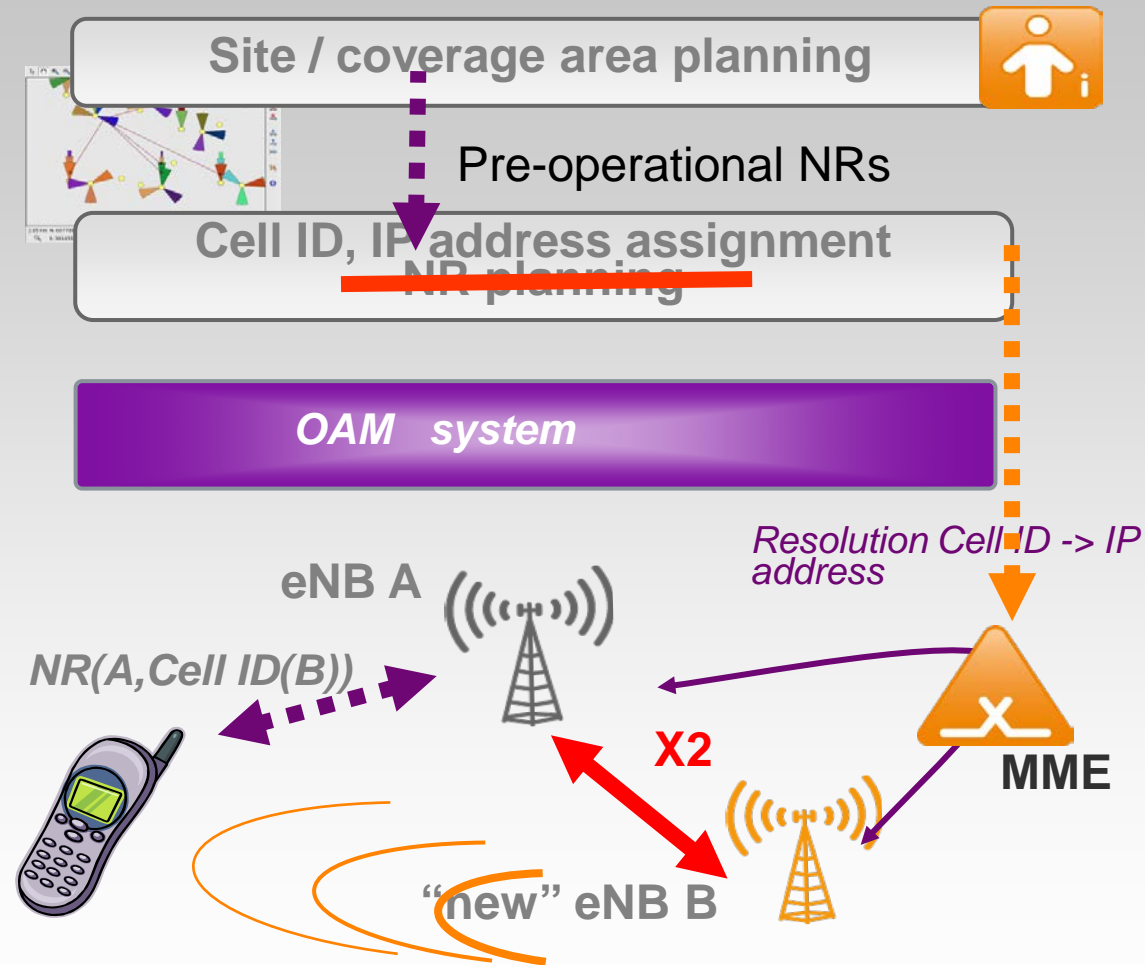 Site / coverage area planning
i
Pre-operational NRs
Cell ID, IP address assignment
NR planning
OAM system
Resolution Cell ID -> IP
address
eNB A
NR(A,Cell ID(B))
X2
MME
“new” eNB B